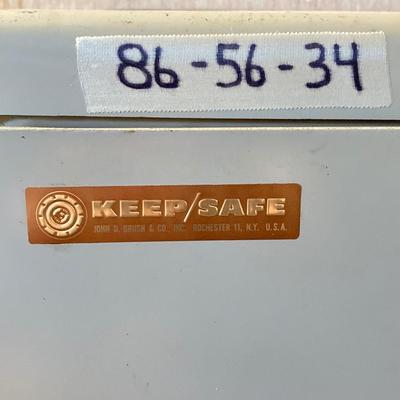 86-56-34
KEEP/SAFE
JOHN D. BRUSH & CO., INC. ROCHESTER 11, N.Y. U.S.A.